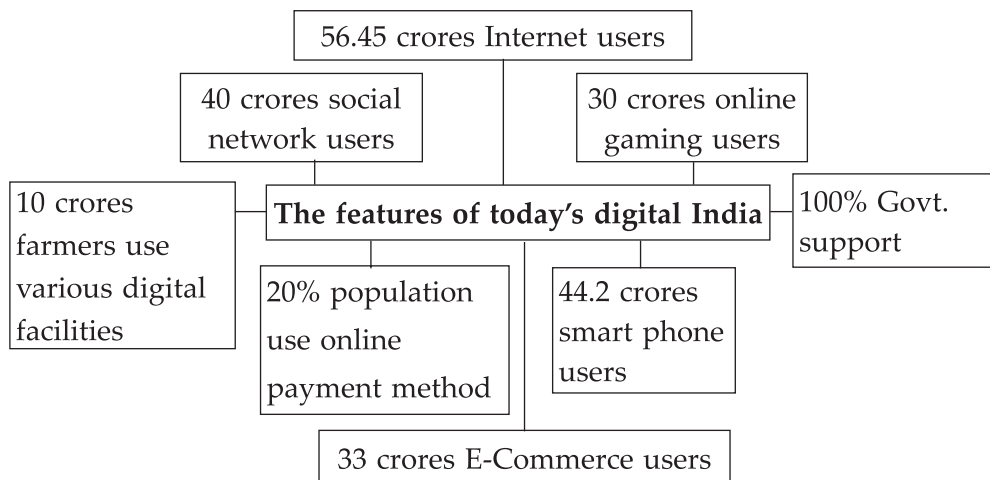 56.45 crores Internet users
40 crores social
network users
30 crores online
gaming users
10 crores
farmers use
various digital
facilities
The features of today's digital India
100% Govt.
support
20% population
use online
payment method
44.2 crores
smart phone
users
33 crores E-Commerce users